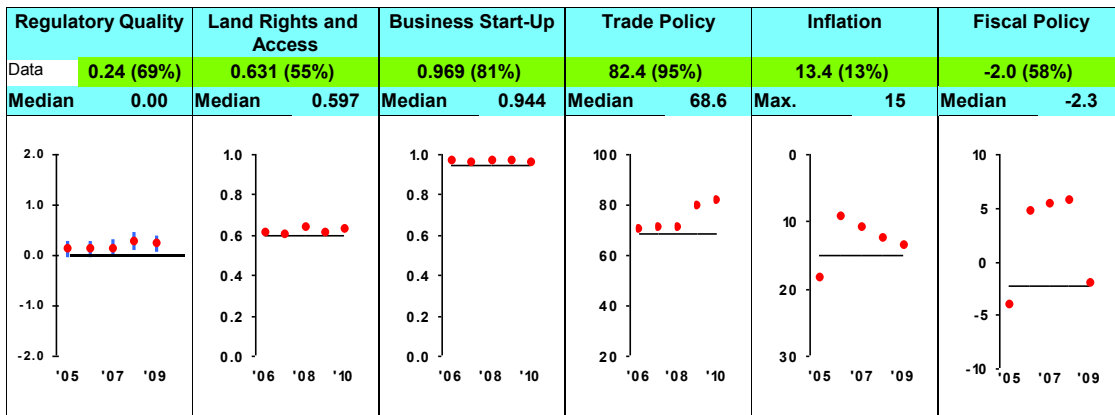 Regulatory Quality
Data 0.24 (69%)
Median 0.00
2.0
1.0
0.0
-1.0
-2.0
'05 '07 '09
Land Rights and
Access
0.631 (55%)
Median 0.597
1.0
0.8
0.6
0.4
0.2
0.0
'06 '08 '10
Business Start-Up
0.969 (81%)
Median 0.944
1.0
0.8
0.6
0.4
0.2
0.0
'06 '08 '10
Trade Policy
82.4 (95%)
Median 68.6
100
80
60
40
20
'06 '08 '10
Inflation
13.4 (13%)
Max. 15
0
10
20
30
'05 '07 '09
Fiscal Policy
-2.0 (58%)
Median -2.3
10
5
0
-5
-10
'05 '07 '09